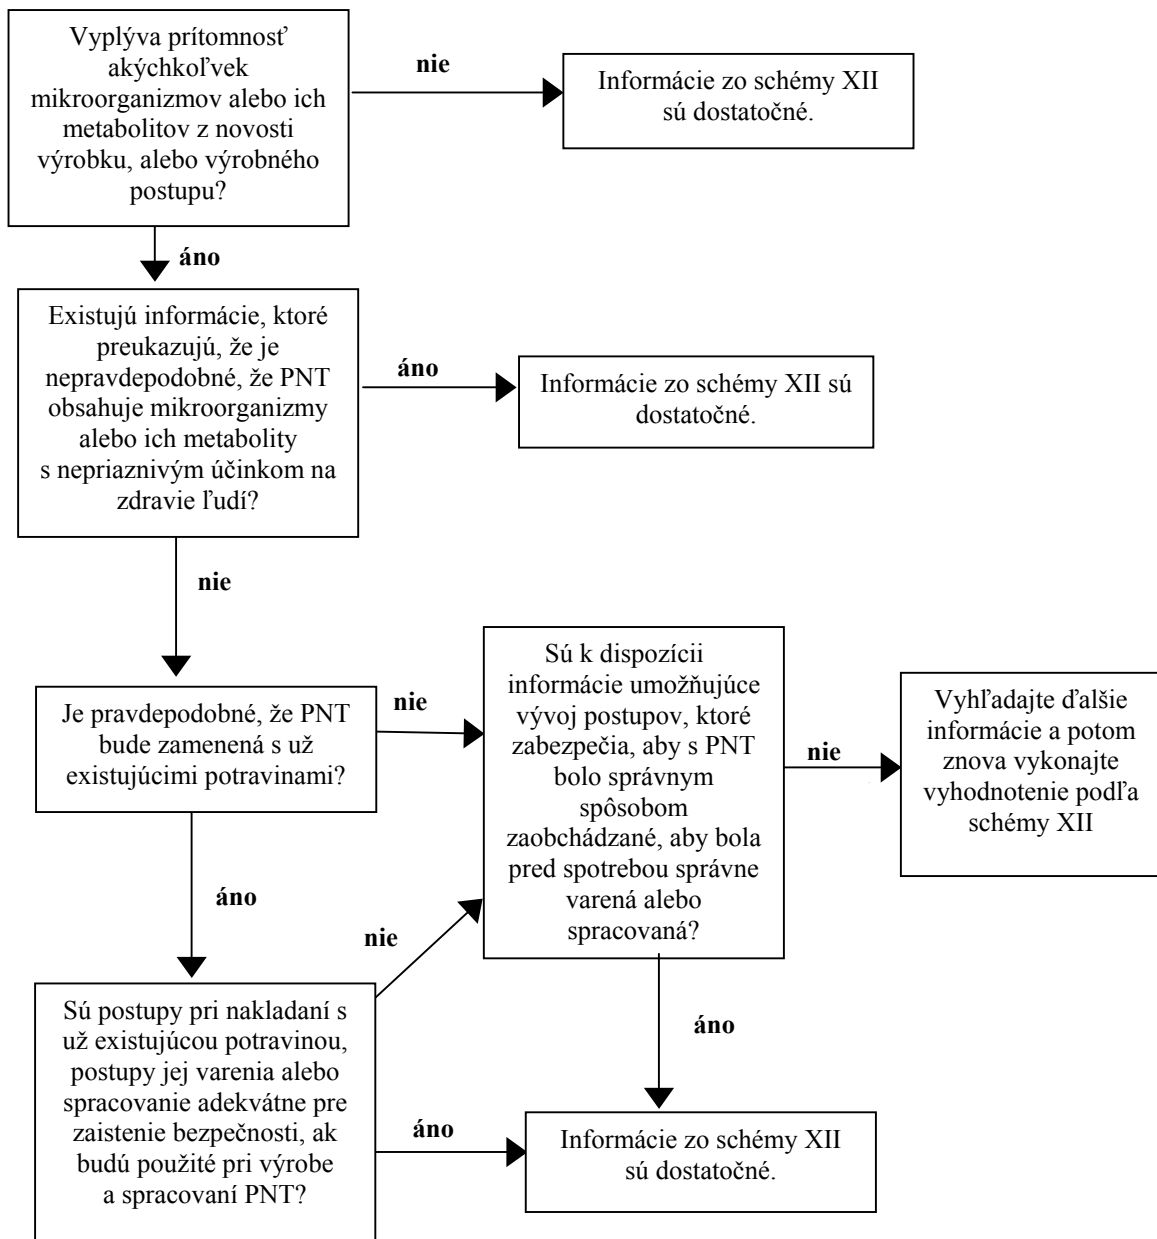 Vyplýva prítomnosť
akýchkoľvek
mikroorganizmov alebo ich
metabolitov z novosti
výrobku, alebo výrobného
postupu?
nie
Informácie zo schémy XII
sú dostatočné.
áno
Existujú informácie, ktoré
preukazujú, že je
nepravdepodobné, že PNT
obsahuje mikroorganizmy
alebo ich metabolity
s nepriaznivým účinkom na
zdravie ľudí?
áno
Informácie zo schémy XII sú
dostatočné.
nie
Je pravdepodobné, že PNT
bude zamenená s už
existujúcimi potravinami?
nie
Sú k dispozícii
informácie umožňujúce
vývoj postupov, ktoré
zabezpečia, aby s PNT
bolo správnym
spôsobom
zaobchádzané, aby bola
pred spotrebou správne
varená alebo
spracovaná?
nie
Vyhľadajte ďalšie
informácie a potom
znova vykonajte
vyhodnotenie podľa
schémy XII
áno
nie
Sú postupy pri nakladaní s
už existujúcou potravinou,
postupy jej varenia alebo
spracovanie adekvátne pre
zaistenie bezpečnosti, ak
budú použité pri výrobe
a spracovaní PNT?
áno
áno
Informácie zo schémy XII
sú dostatočné.